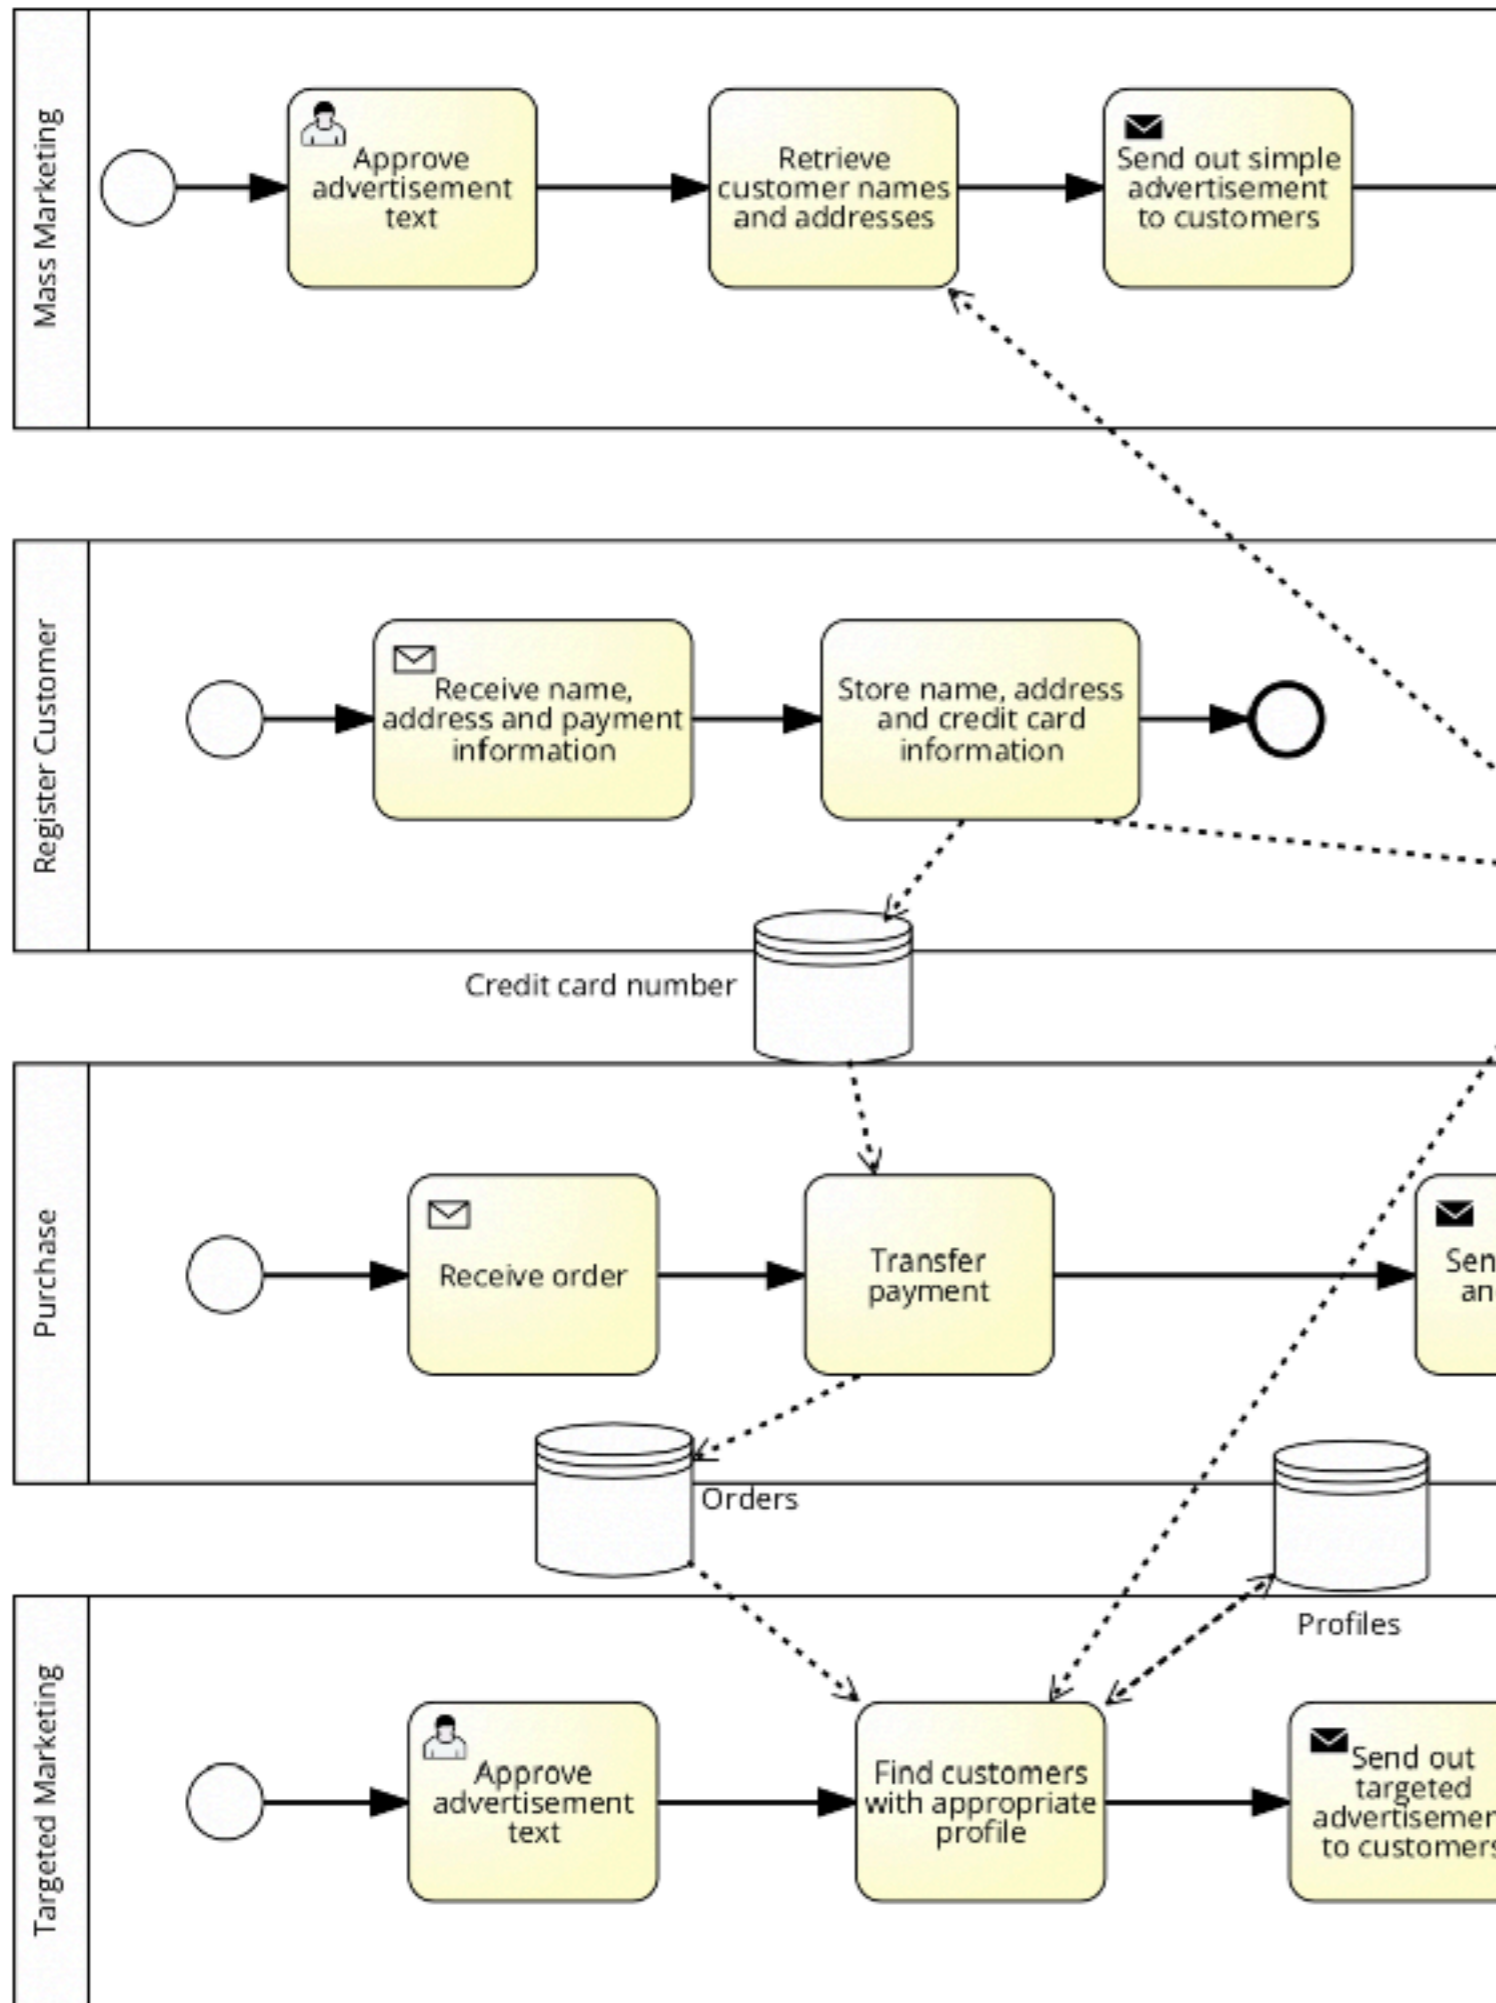 Mass Marketing
Approve
advertisement
text
Retrieve
customer names
and addresses
Send out simple
advertisement
to customers
Register Customer
Receive name,
address and payment
information
Store name, address
and credit card
information
Credit card number
Purchase
Receive order
Transfer
payment
Orders
Profiles
Targeted Marketing
Approve
advertisement
text
Find customers
with appropriate
profile
Send out
targeted
to customers